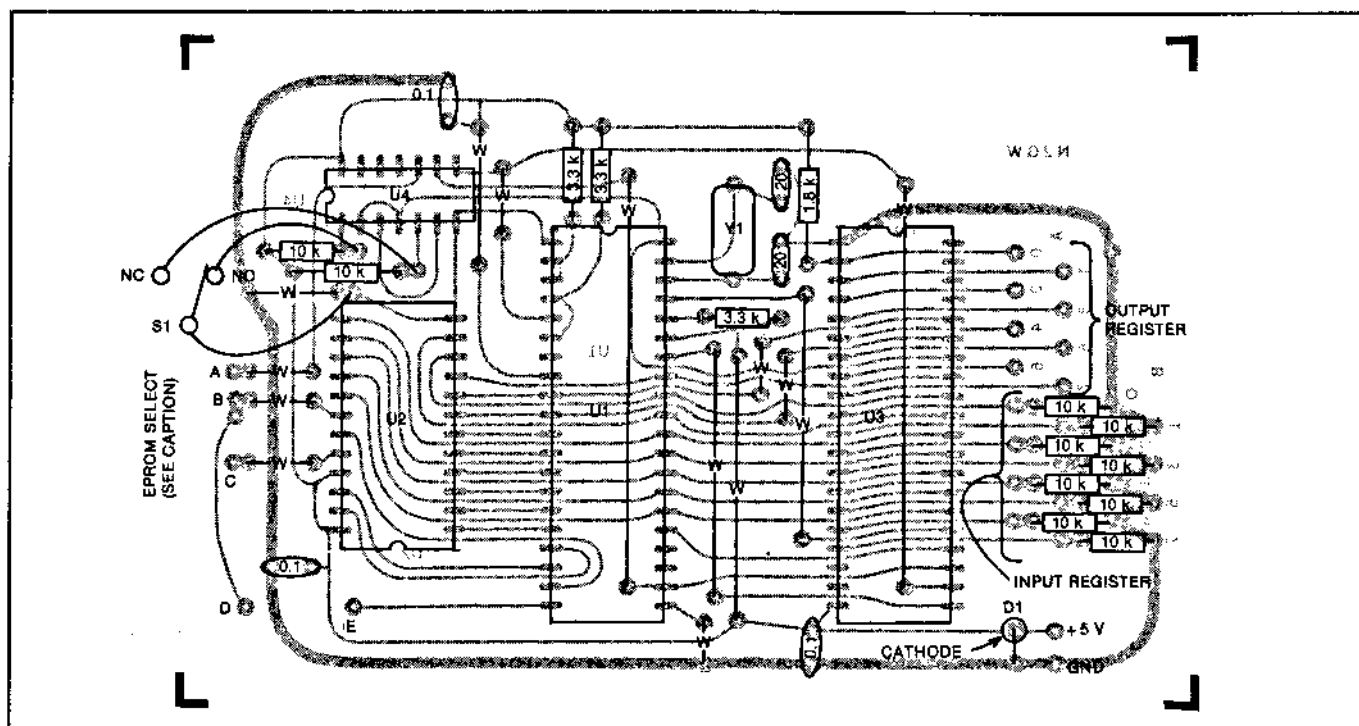 0.1
W
W
3.3 k
3.3 k
W
20
1.8 k
W
U4
Y1
20
10 k
10 k
NC
NC
W
S1
3.3 k
OUTPUT
REGISTER
U1
A
W
B
W
C
W
U2
U1
W
W
W
W
W
U3
EPROM SELECT
(SEE CAPTION)
10 k
10 k
10 k
10 k
10 k
10 k
10 k
10 k
INPUT REGISTER
0.1
D
E
W
0.1
D1
+5 V
CATHODE
GND